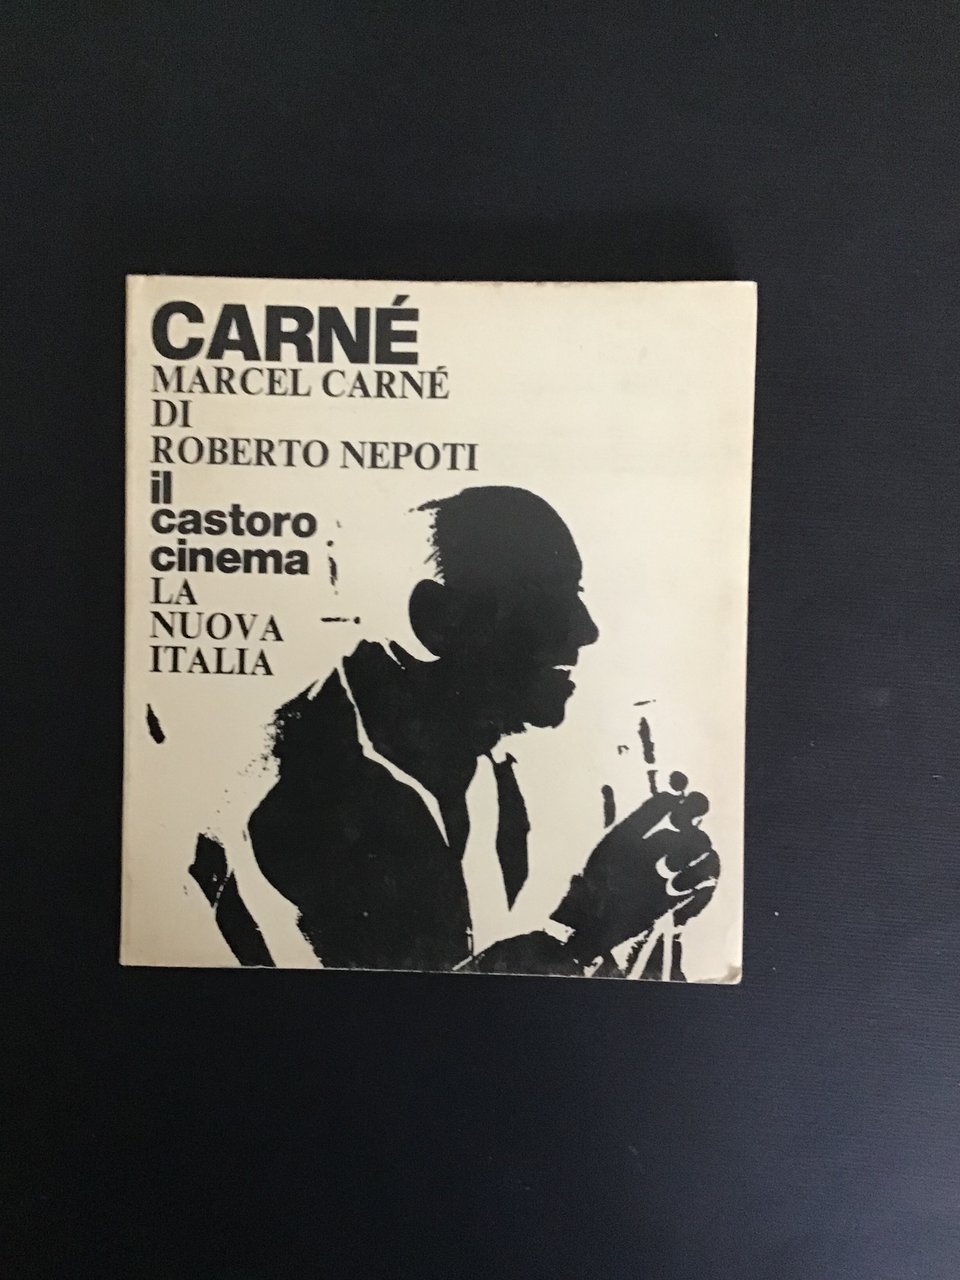 CARNÉ
MARCEL CARNÉ
DI
ROBERTO NEPOTI
il
castoro
cinema
LA
NUOVA
ITALIA